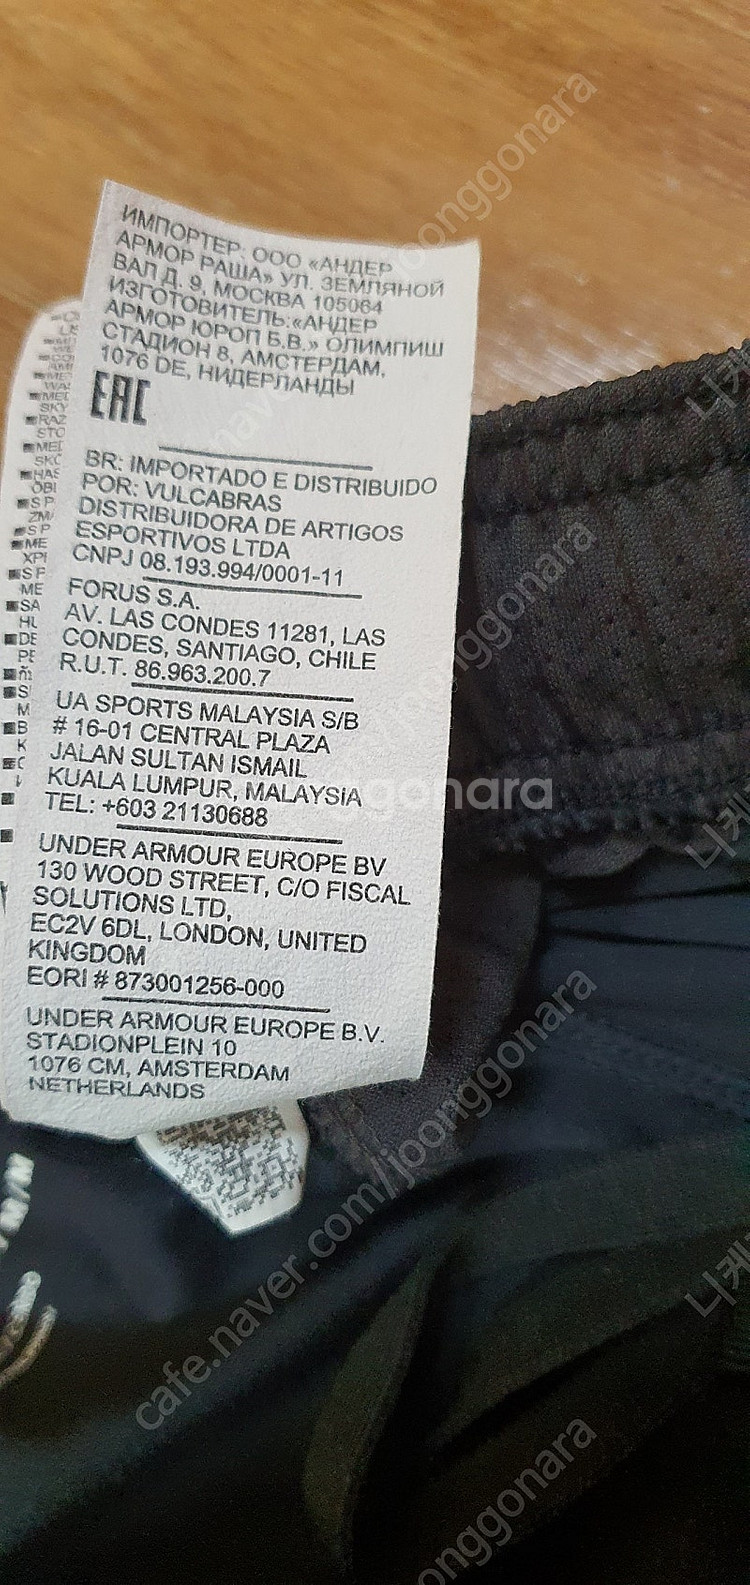 ИМПОРТЕР: ООО «АНДЕР
АРМОР РАША» УЛ. ЗЕМЛЯНОЙ
ВАЛ Д. 9, МОСКВА 105064
ИЗГОТОВИТЕЛЬ:«АНДЕР
АРМОР ЮРОП Б.В.» ОЛИМПИШ
СТАДИОН 8, АМСТЕРДАМ,
1076 DE, НИДЕРЛАНДЫ
EAC
BR: IMPORTADO E DISTRIBUIDO
POR: VULCABRAS
DISTRIBUIDORA DE ARTIGOS
ESPORTIVOS LTDA
CNPJ 08.193.994/0001-11
FORUS S.A.
AV. LAS CONDES 11281, LAS
CONDES, SANTIAGO, CHILE
R.U.T. 86.963.200.7
UA SPORTS MALAYSIA S/B
# 16-01 CENTRAL PLAZA
JALAN SULTAN ISMAIL
KUALA LUMPUR, MALAYSIA
TEL: +603 21130688
UNDER ARMOUR EUROPE BV
130 WOOD STREET, C/O FISCAL
SOLUTIONS LTD,
EC2V 6DL, LONDON, UNITED
KINGDOM
EORI # 873001256-000
UNDER ARMOUR EUROPE B.V.
STADIONPLEIN 10
1076 CM, AMSTERDAM
NETHERLANDS
cafe.naver.com/joonggonara
joonggonara